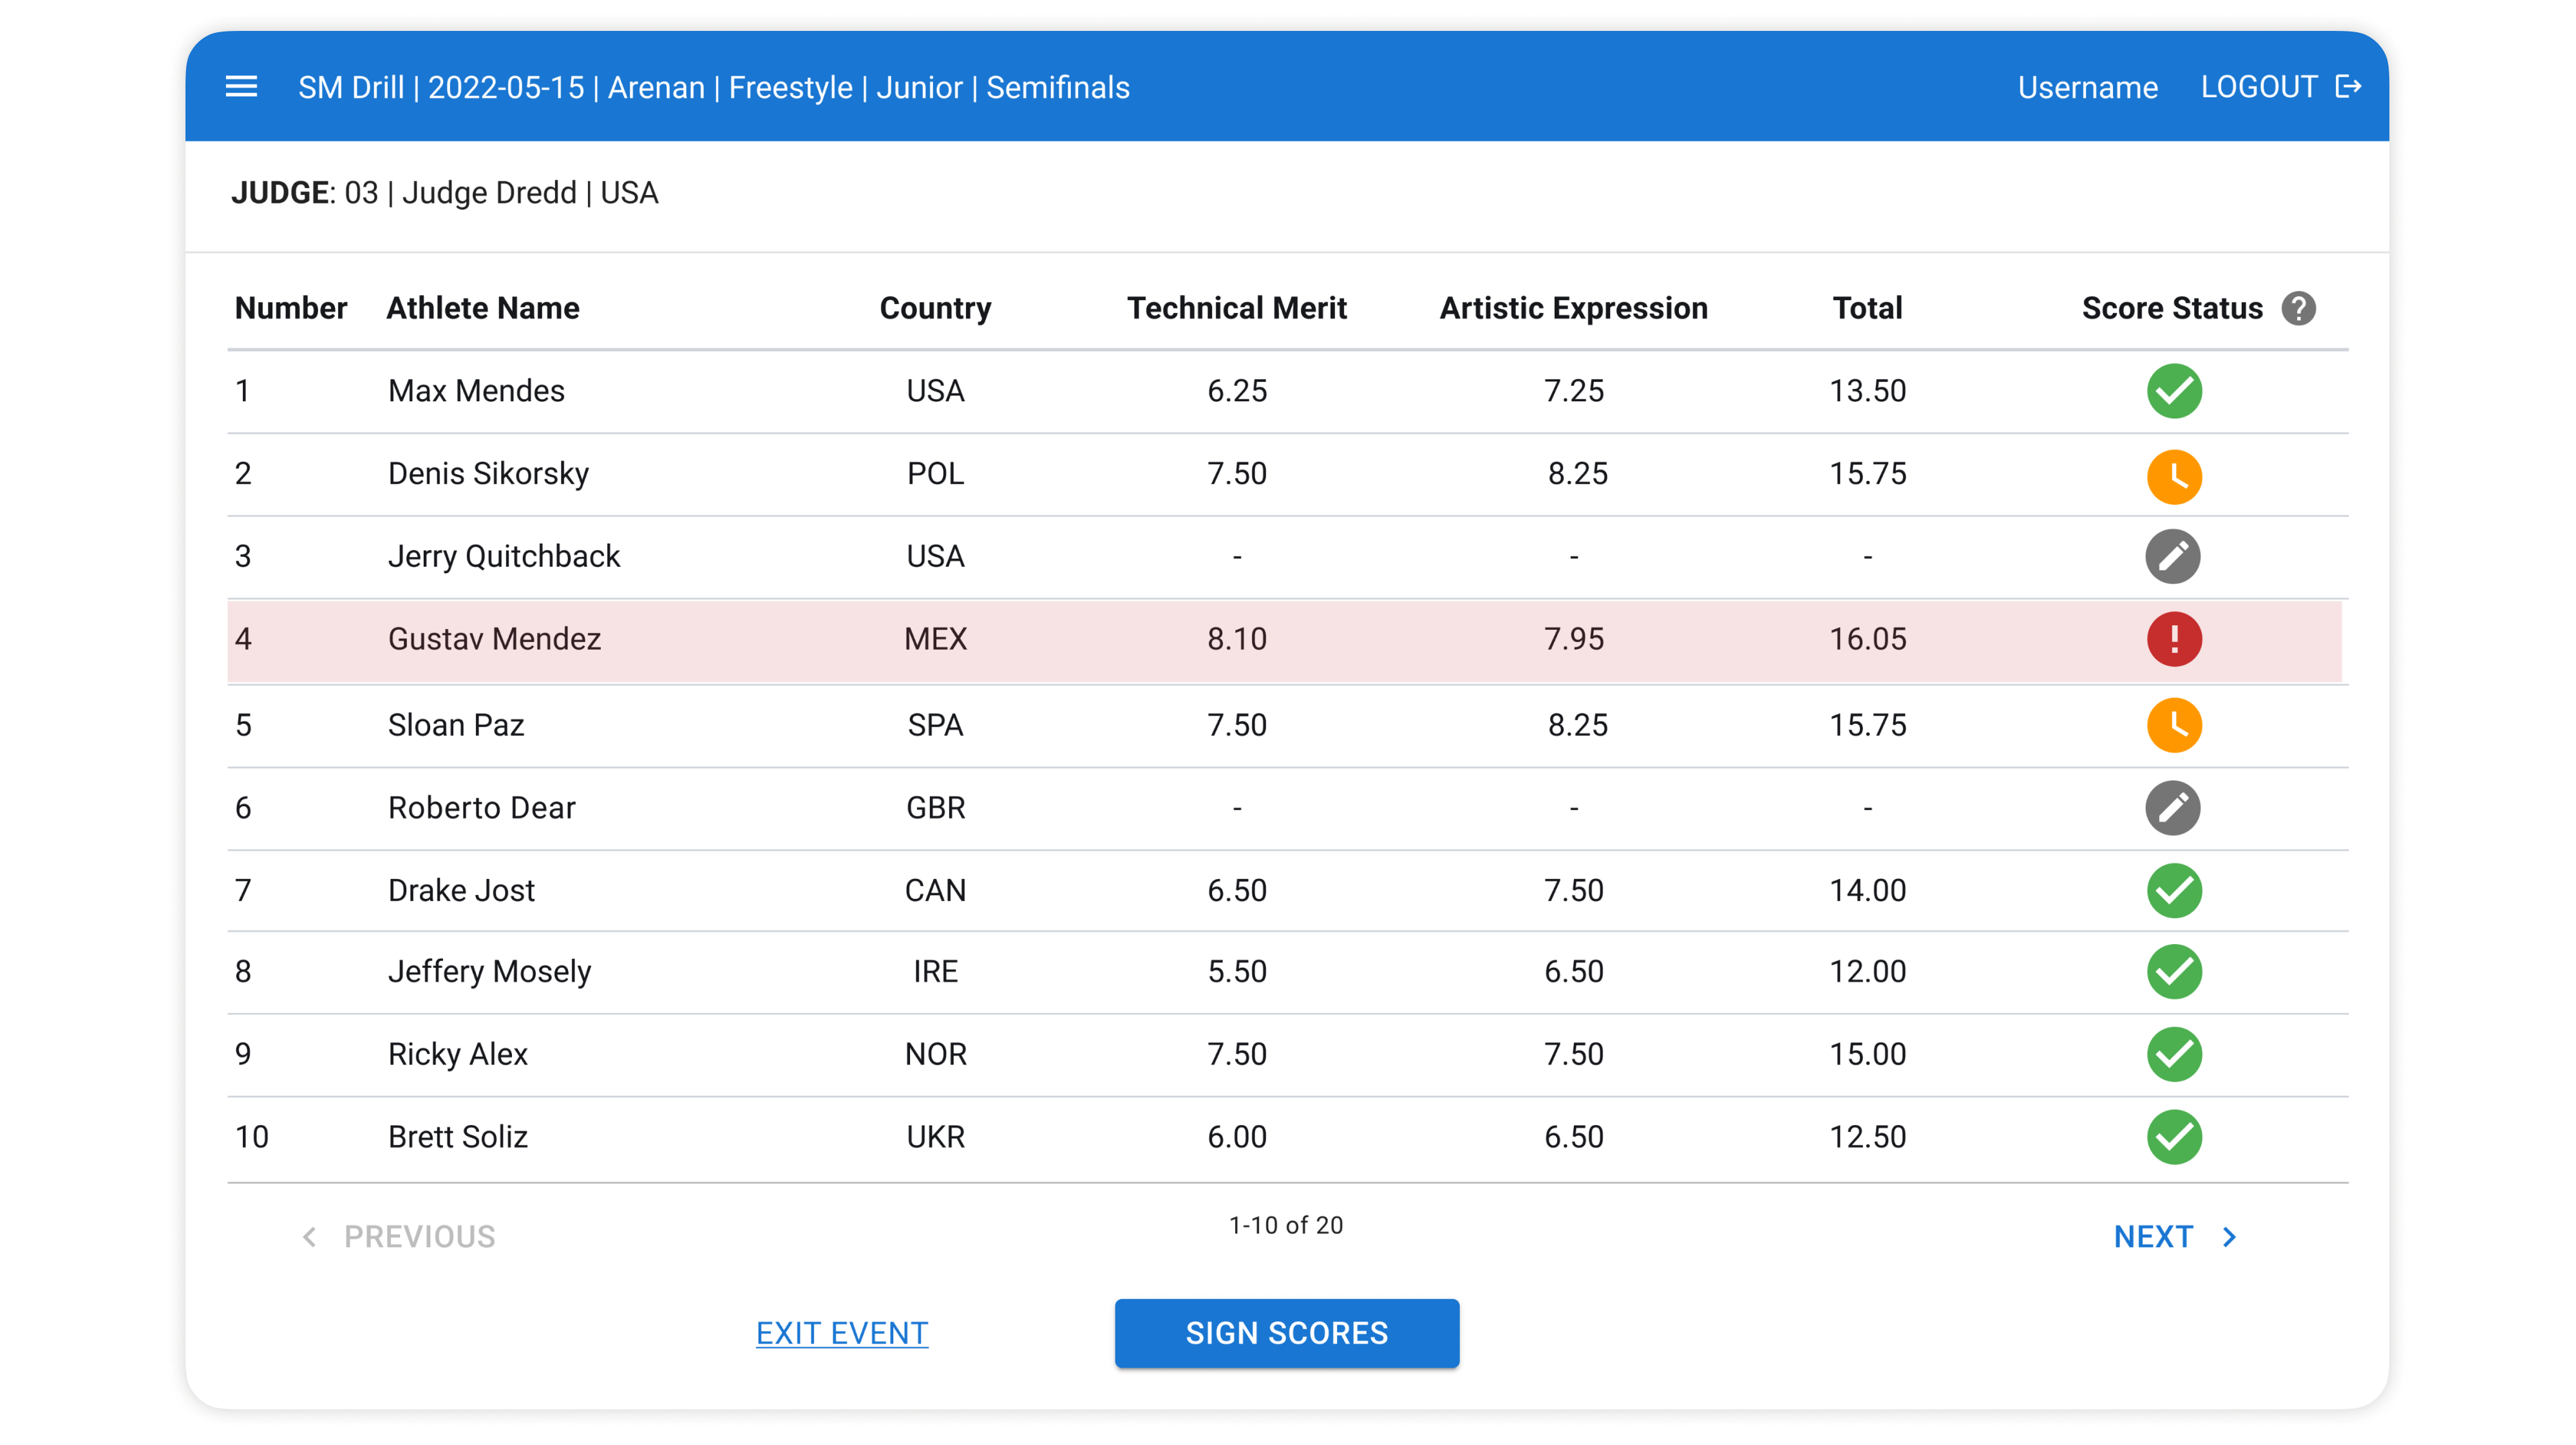 SM Drill | 2022-05-15 | Arenan | Freestyle | Junior | Semifinals Username LOGOUT
JUDGE: 03 | Judge Dredd | USA
Number Athlete Name Country Technical Merit Artistic Expression Total Score Status ?
1 Max Mendes USA 6.25 7.25 13.50
2 Denis Sikorsky POL 7.50 8.25 15.75
3 Jerry Quitchback USA - - -
4 Gustav Mendez MEX 8.10 7.95 16.05 !
5 Sloan Paz SPA 7.50 8.25 15.75
6 Roberto Dear GBR - - -
7 Drake Jost CAN 6.50 7.50 14.00
8 Jeffery Mosely IRE 5.50 6.50 12.00
9 Ricky Alex NOR 7.50 7.50 15.00
10 Brett Soliz UKR 6.00 6.50 12.50
PREVIOUS 1-10 of 20 NEXT
EXIT EVENT SIGN SCORES